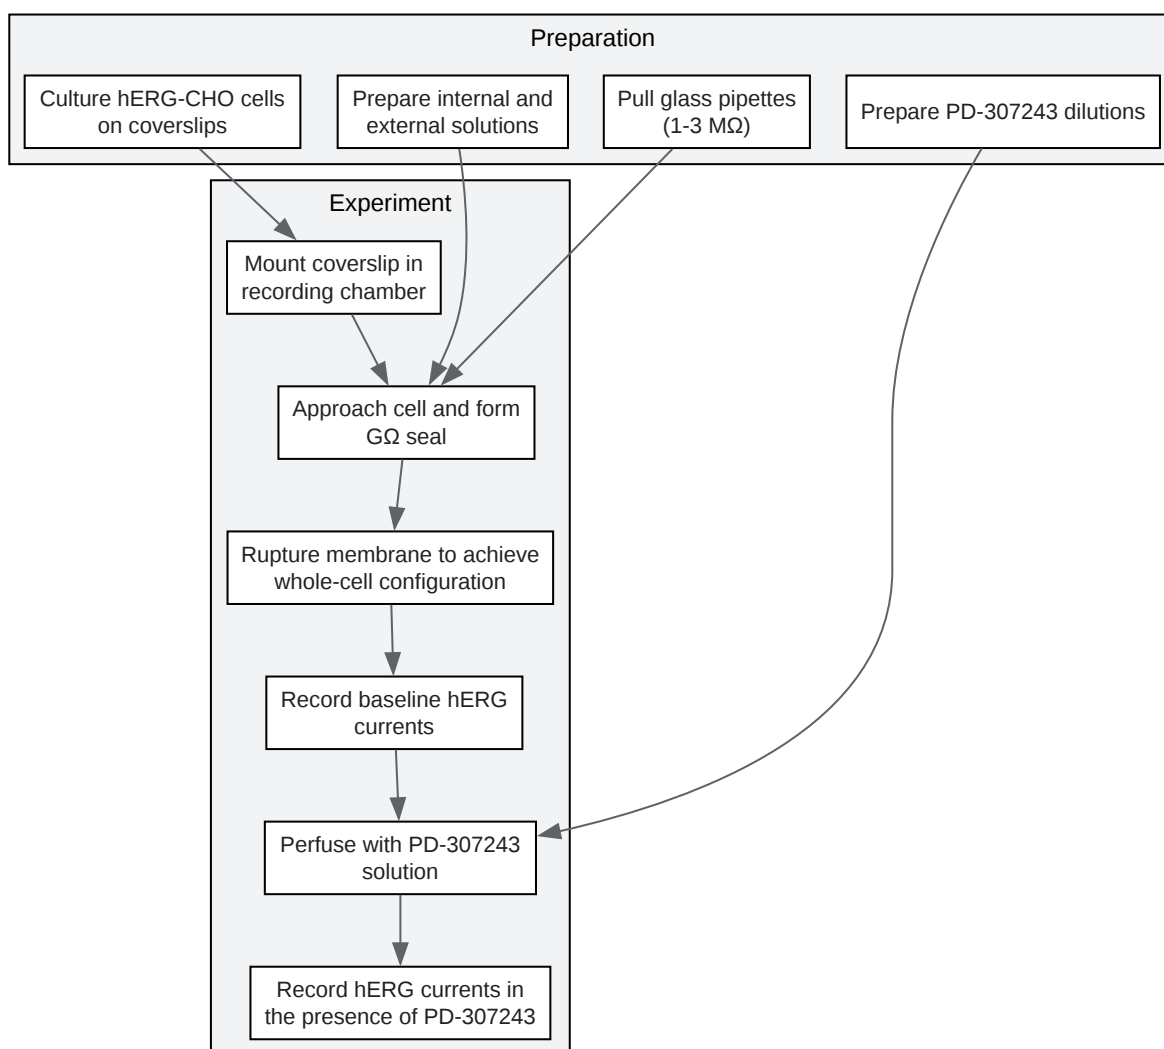 Preparation
Culture hERG-CHO cells
on coverslips
Prepare internal and
external solutions
Pull glass pipettes
(1-3 MΩ)
Prepare PD-307243 dilutions
Experiment
Mount coverslip in
recording chamber
Approach cell and form
GΩ seal
Rupture membrane to achieve
whole-cell configuration
Record baseline hERG
currents
Perfuse with PD-307243
solution
Record hERG currents in
the presence of PD-307243